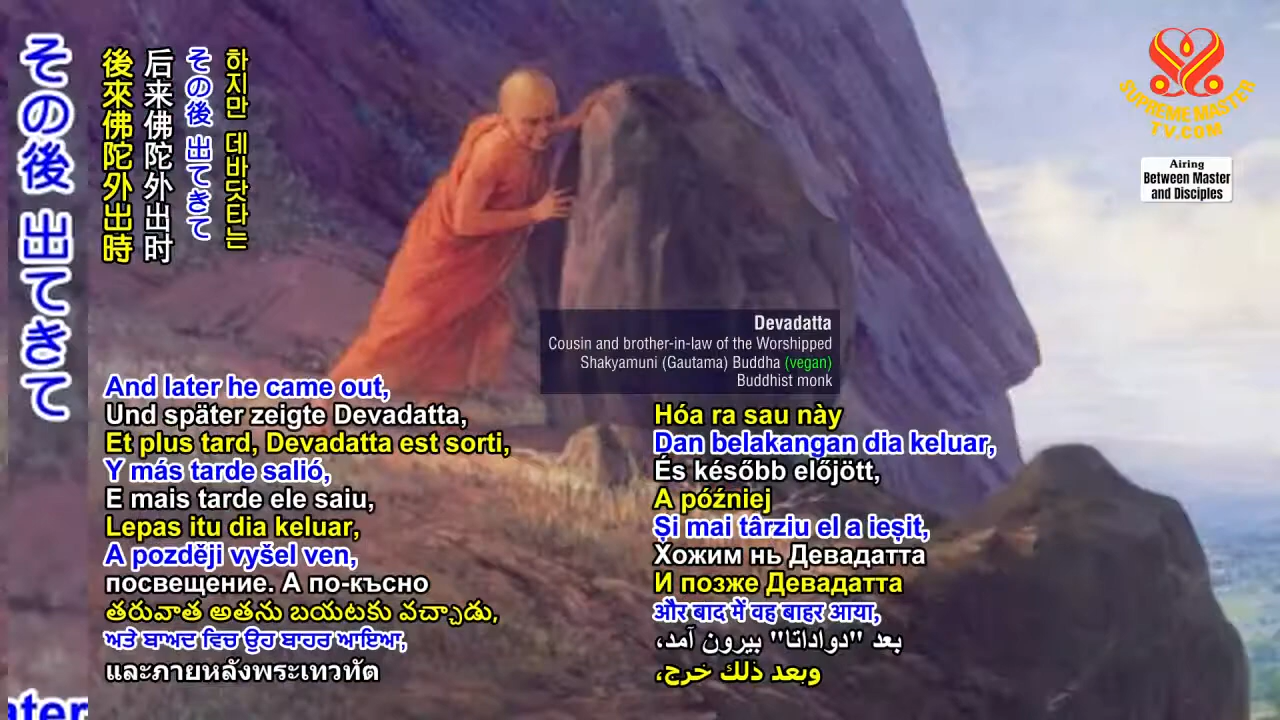 その後 出てきて
後來佛陀外出時
后来佛陀外出时
その後 出てきて
하지만 데바닷타는
SUPREME MASTER
TV.COM
Airing
Between Master
and Disciples
Devadatta
Cousin and brother-in-law of the Worshipped
Shakyamuni (Gautama) Buddha (vegan)
Buddhist monk
And later he came out,
Und später zeigte Devadatta,
Et plus tard, Devadatta est sorti,
Y más tarde salió,
E mais tarde ele saiu,
Lepas itu dia keluar,
A později vyšel ven,
посвещение. А по-късно
తరువాత అతను బయటకు వచ్చాడు,
ਅਤੇ ਬਾਅਦ ਵਿਚ ਉਹ ਬਾਹਰ ਆਇਆ,
และภายหลังพระเทวทัต
Hóa ra sau này
Dan belakangan dia keluar,
És később előjött,
A później
Și mai târziu el a ieșit,
Хожим нь Девадатта
И позже Девадатта
और बाद में वह बाहर आया,
بعد "دواداتا" بیرون آمد،
وبعد ذلك خرج،
ater